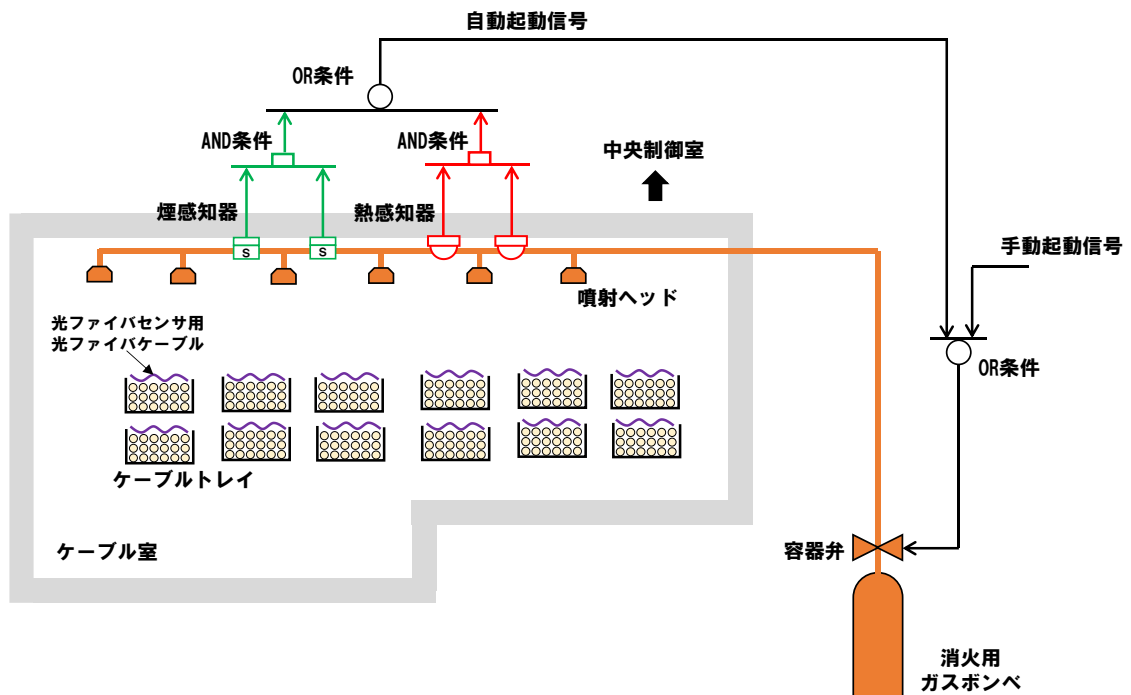 自動起動信号
OR条件
AND条件
AND条件
中央制御室
煙感知器
熱感知器
手動起動信号
S
S
噴射ヘッド
光ファイバセンサ用
光ファイバケーブル
OR条件
ケーブルトレイ
ケーブル室
容器弁
消火用
ガスボンベ